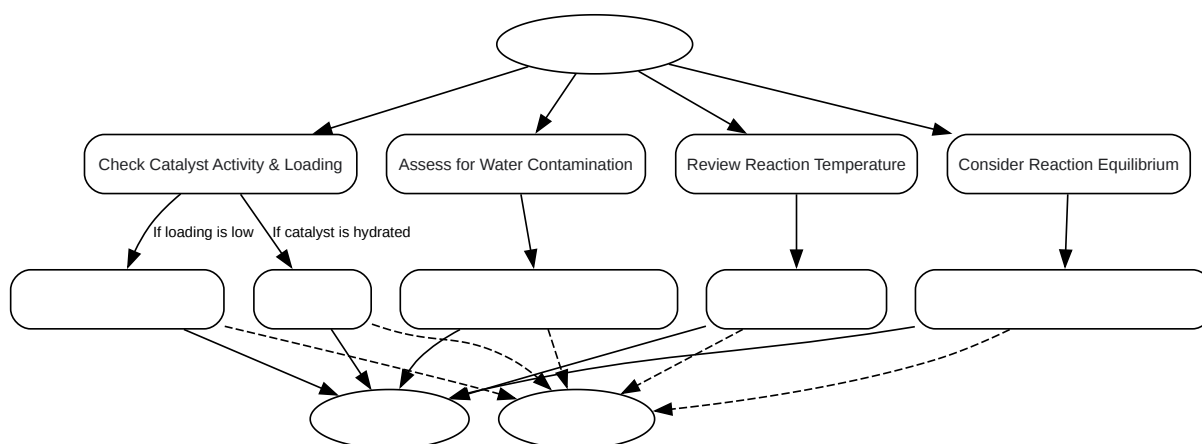 Check Catalyst Activity & Loading
Assess for Water Contamination
Review Reaction Temperature
Consider Reaction Equilibrium
If loading is low
If catalyst is hydrated